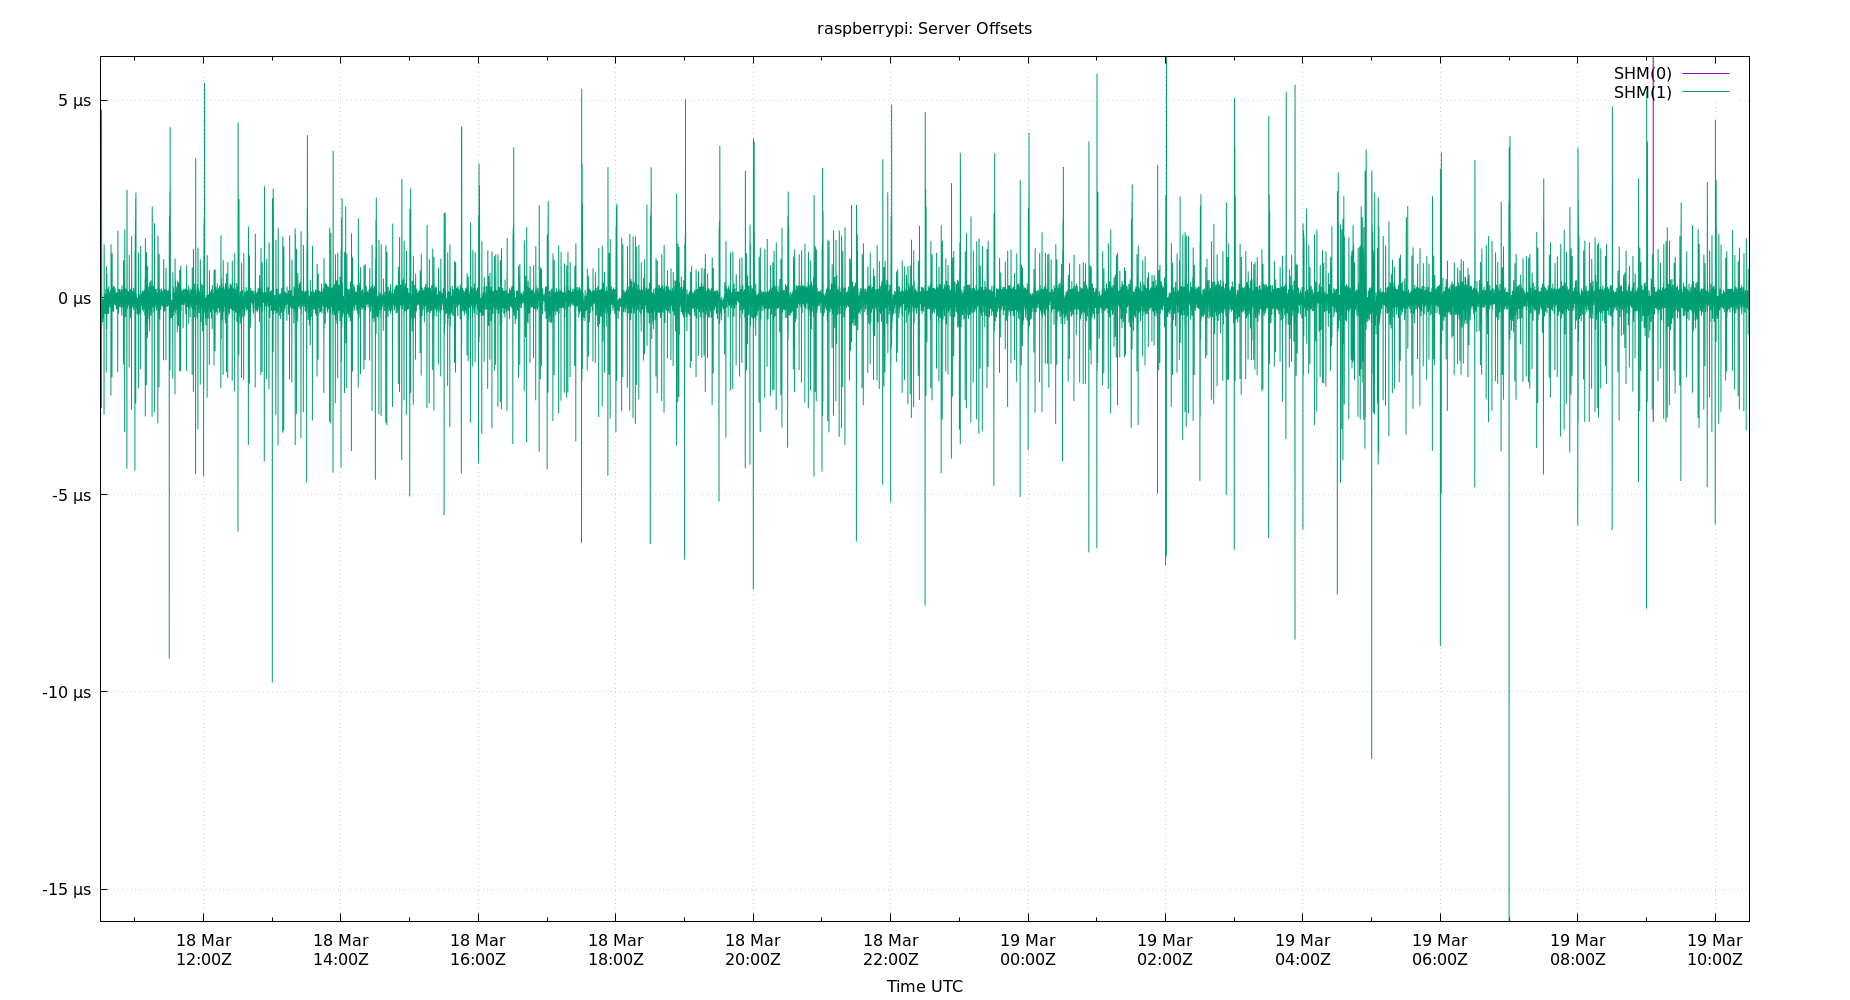 raspberrypi: Server Offsets
SHM(0)
SHM(1)
5 µs
0 µs
-5 µs
-10 µs
-15 µs
18 Mar 18 Mar 18 Mar 18 Mar 18 Mar 18 Mar 19 Mar 19 Mar 19 Mar 19 Mar 19 Mar 19 Mar
12:00Z 14:00Z 16:00Z 18:00Z 20:00Z 22:00Z 00:00Z 02:00Z 04:00Z 06:00Z 08:00Z 10:00Z
Time UTC